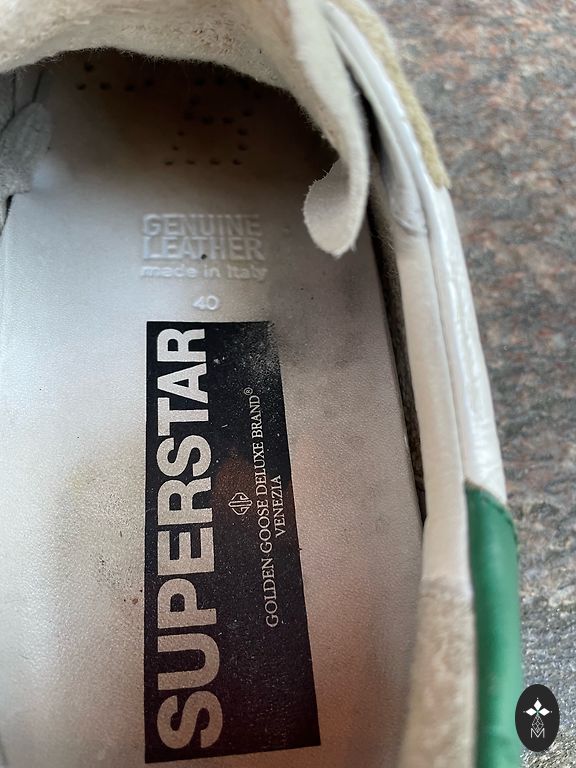 GENUINE
LEATHER
made in Italy
40
SUPERSTAR
GOLDEN GOOSE DELUXE BRAND®
VENEZIA
M